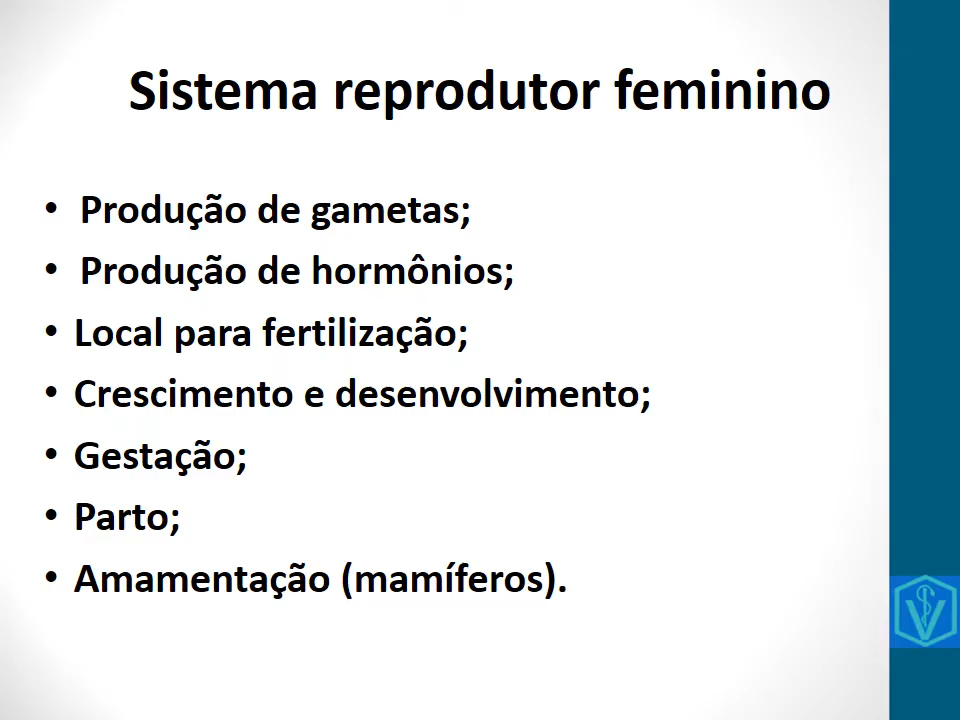 Sistema reprodutor feminino
• Produção de gametas;
• Produção de hormônios;
• Local para fertilização;
• Crescimento e desenvolvimento;
• Gestação;
• Parto;
• Amamentação (mamíferos).
V